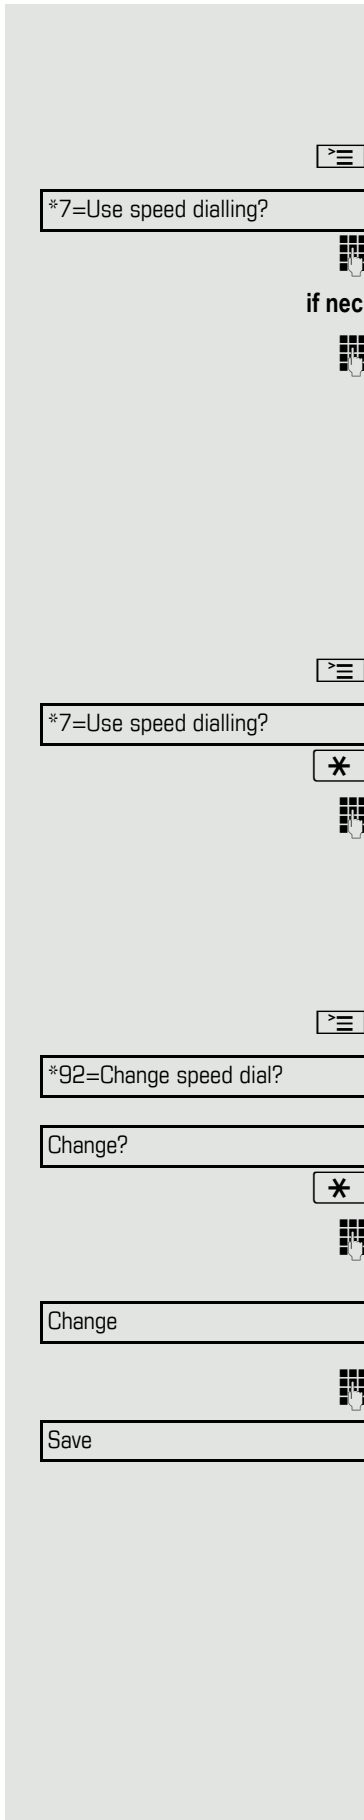 *7=Use speed dialling?
if nec
*7=Use speed dialling?
*92=Change speed dial?
Change?
Change
Save